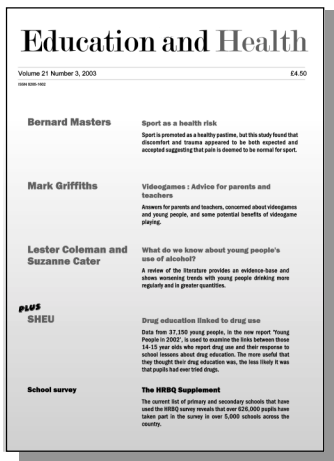 Education and Health
Volume 21 Number 3, 2003 £4.50
ISSN 0265-1602
Bernard Masters
Sport as a health risk
Sport is promoted as a healthy pastime, but this study found that
discomfort and trauma appeared to be both expected and
accepted suggesting that pain is deemed to be normal for sport.
Mark Griffiths
Videogames : Advice for parents and
teachers
Answers for parents and teachers, concerned about videogames
and young people, and some potential benefits of videogame
playing.
Lester Coleman and
Suzanne Cater
What do we know about young people's
use of alcohol?
A review of the literature provides an evidence-base and
shows worsening trends with young people drinking more
regularly and in greater quantities.
PLUS
SHEU
Drug education linked to drug use
Data from 37,150 young people, in the new report 'Young
People in 2002', is used to examine the links between those
14-15 year olds who report drug use and their response to
school lessons about drug education. The more useful that
they thought their drug education was, the less likely it was
that pupils had ever tried drugs.
School survey
The HRBQ Supplement
The current list of primary and secondary schools that have
used the HRBQ survey reveals that over 626,000 pupils have
taken part in the survey in over 5,000 schools across the
country.